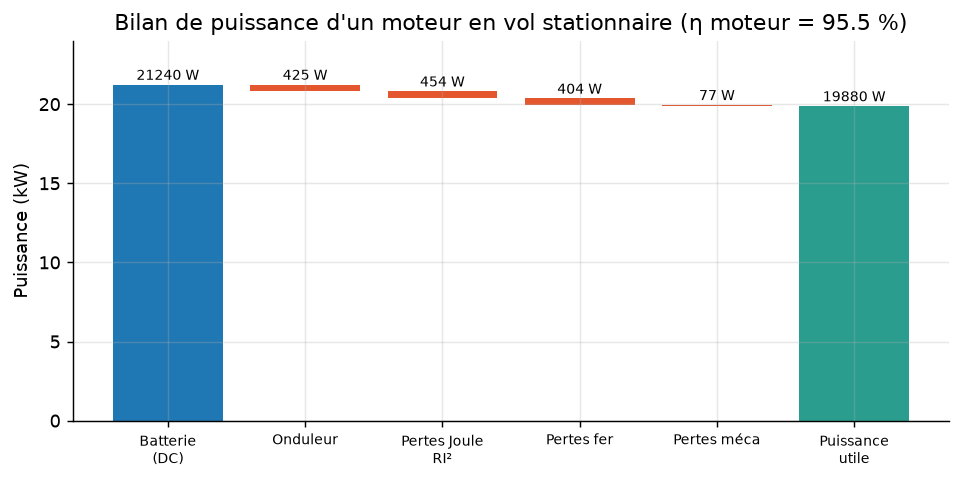 Bilan de puissance d'un moteur en vol stationnaire (η moteur = 95.5 %)
Puissance (kW)
20
15
10
5
0
21240 W
425 W
454 W
404 W
77 W
19880 W
Batterie
(DC)
Onduleur
Pertes Joule
RI²
Pertes fer
Pertes méca
Puissance
utile